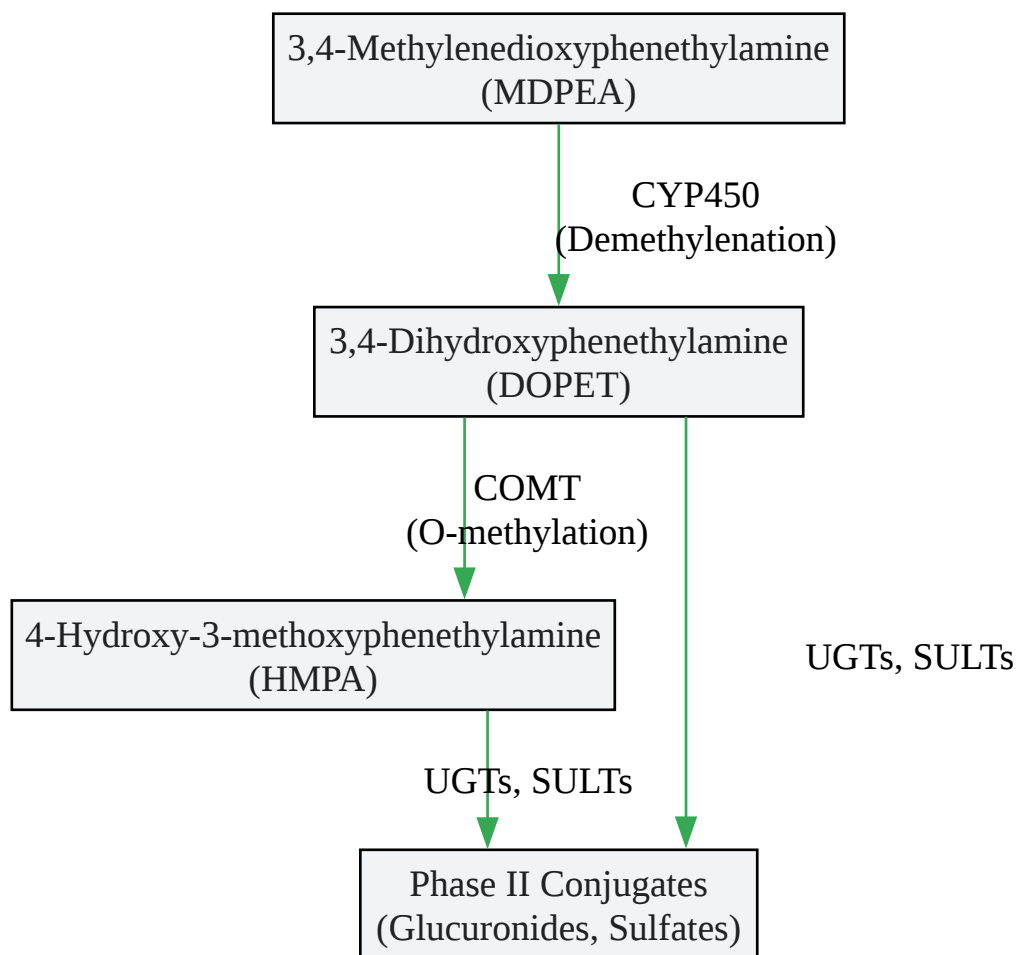 3,4-Methylenedioxyphenethylamine
(MDPEA)
CYP450
(Demethylenation)
3,4-Dihydroxyphenethylamine
(DOPET)
COMT
(O-methylation)
4-Hydroxy-3-methoxyphenethylamine
(HMPA)
UGTs, SULTs
UGTs, SULTs
Phase II Conjugates
(Glucuronides, Sulfates)